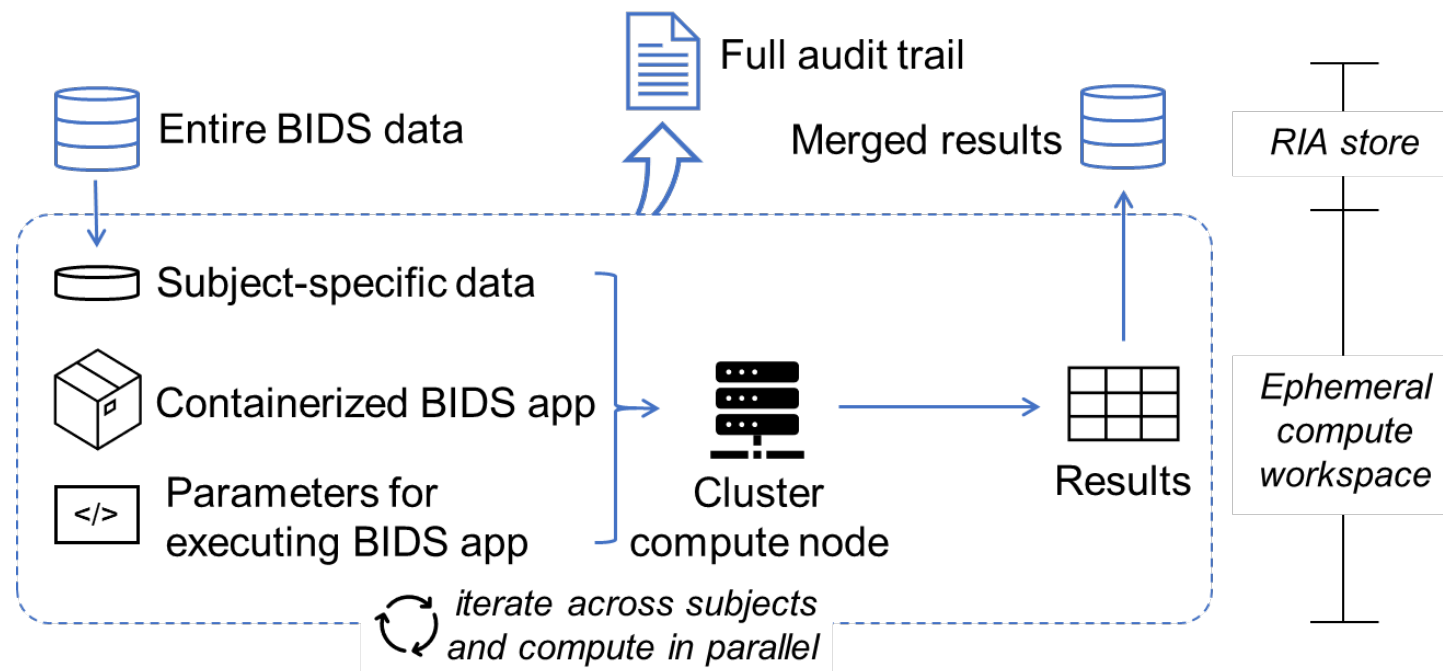 Full audit trail
Entire BIDS data
Merged results
RIA store
Subject-specific data
Containerized BIDS app
</>
Parameters for
executing BIDS app
Cluster
compute node
Results
Ephemeral
compute
workspace
iterate across subjects
and compute in parallel